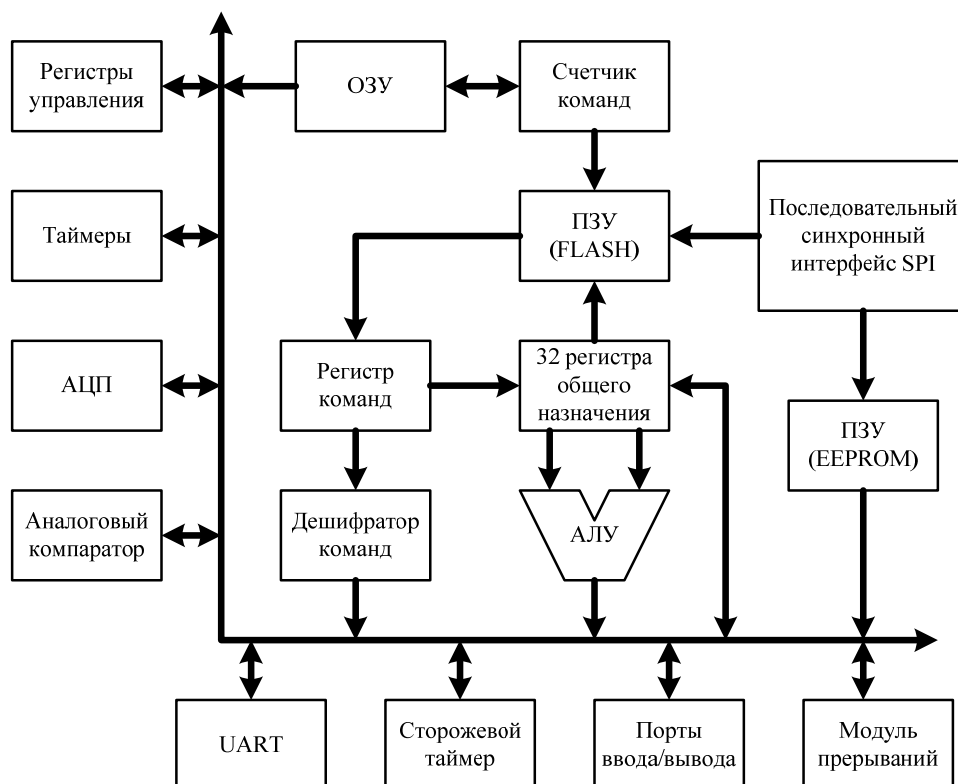 Регистры
управления
ОЗУ
Счетчик
команд
Таймеры
ПЗУ
(FLASH)
Последовательный
синхронный
интерфейс SPI
АЦП
Регистр
команд
32 регистра
общего
назначения
ПЗУ
(EEPROM)
Аналоговый
компаратор
Дешифратор
команд
АЛУ
UART
Сторожевой
таймер
Порты
ввода/вывода
Модуль
прерываний